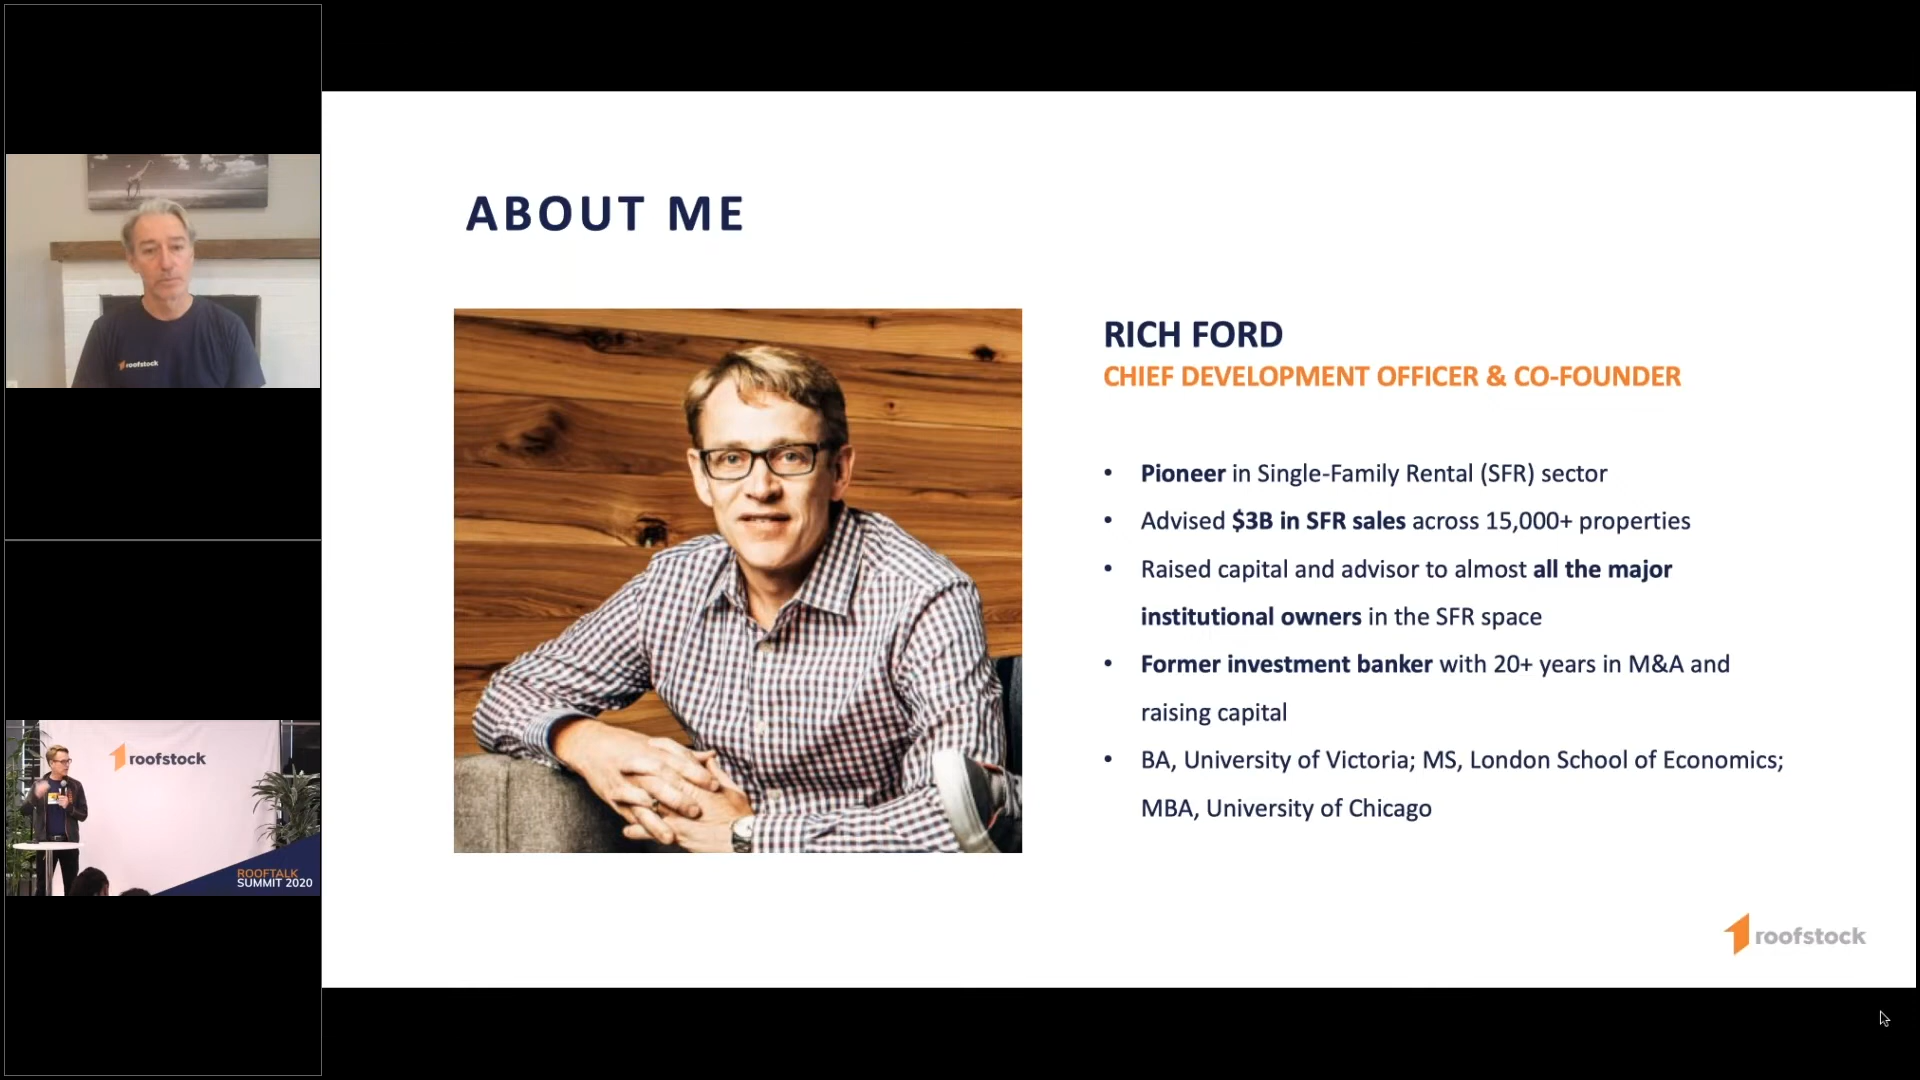 ABOUT ME
RICH FORD
CHIEF DEVELOPMENT OFFICER & CO-FOUNDER
• Pioneer in Single-Family Rental (SFR) sector
• Advised $3B in SFR sales across 15,000+ properties
• Raised capital and advisor to almost all the major
institutional owners in the SFR space
• Former investment banker with 20+ years in M&A and
raising capital
• BA, University of Victoria; MS, London School of Economics;
MBA, University of Chicago
roofstock
roofstock
roofstock
ROOFTALK
SUMMIT 2020